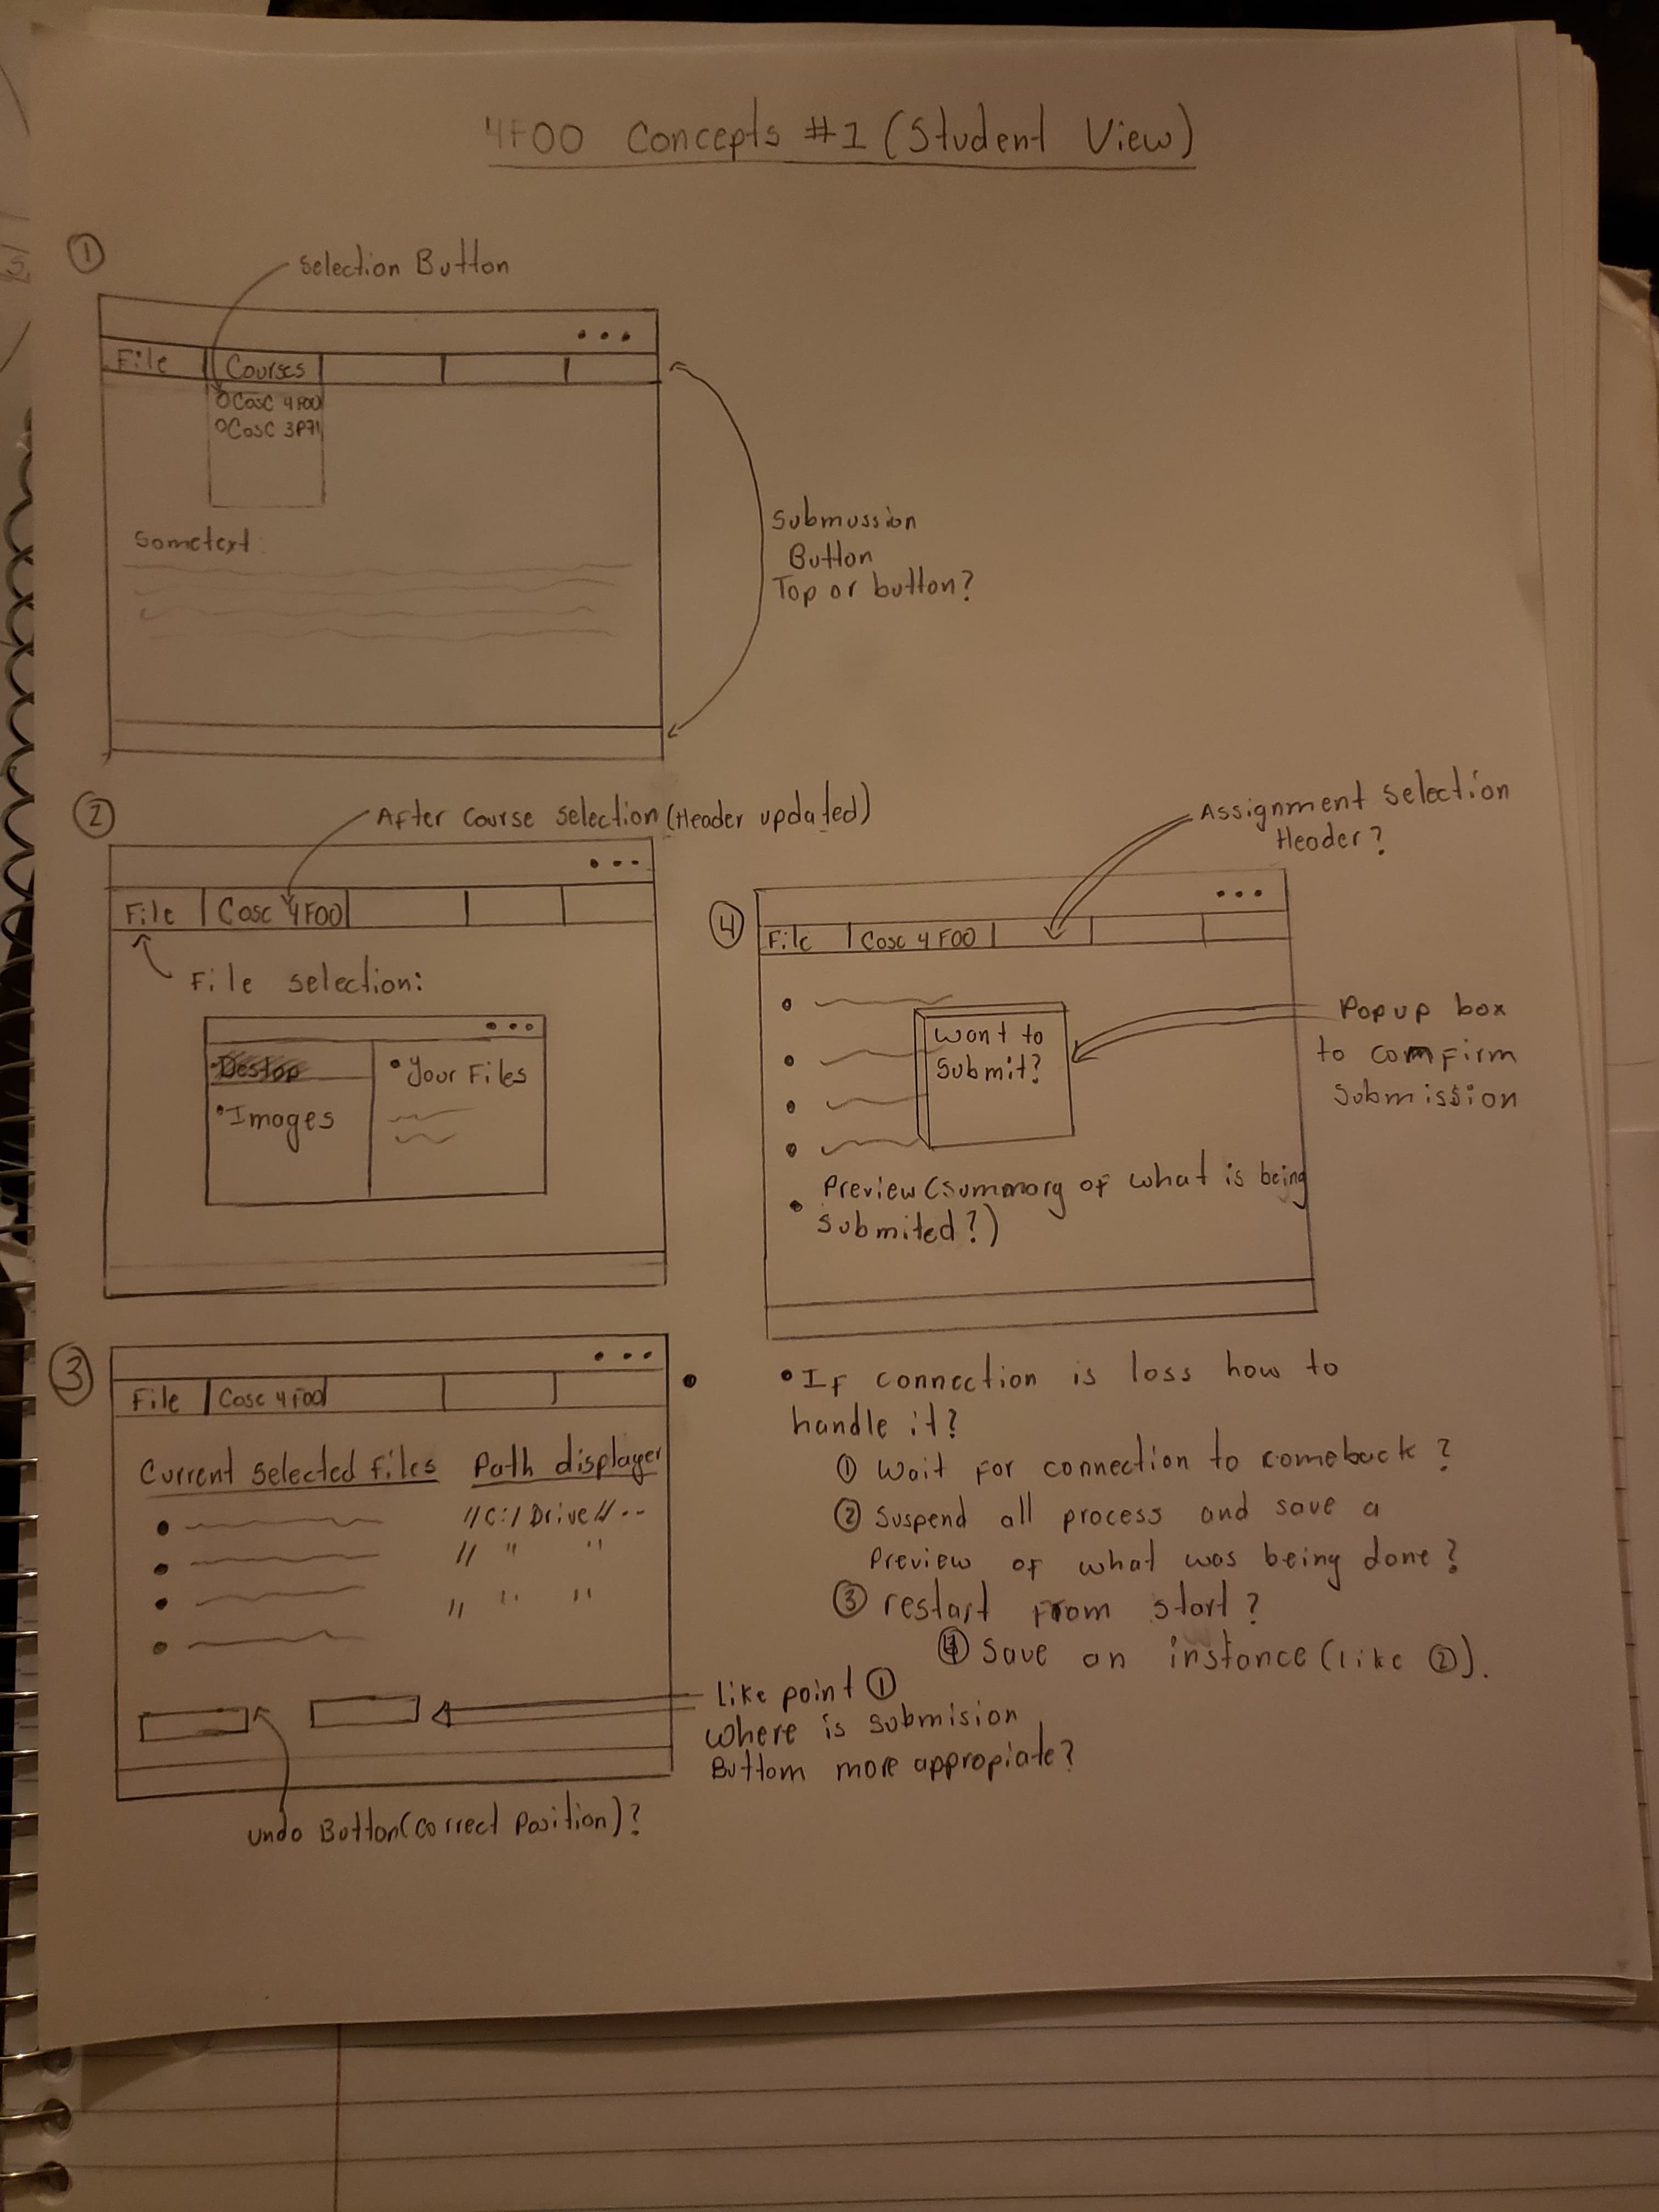 4F00 Concepts #1 (Student View)
①
selection Button
File
Courses
Cosc 4F00
Cosc 3P71
Sometext:
Submussion
Button
Top or button?
②
After course selection (Header updated)
File
Cosc 4F00
File selection:
Destop
•Images
•Your Files
Assignment selection
Header?
④
File
Cosc 4F00
Want to
Submit?
Popup box
to comfirm
Submission
• Preview (summary of what is being
submited?)
③
File
Cosc 4F00
Current selected files
Path displayer
//C:/Drive//--
// " "
// " "
Like point ①
where is submision
Buttom more appropiate?
undo Button(correct position)?
•If connection is loss how to
handle it?
① Wait for connection to comeback?
② Suspend all process and save a
Preview of what was being done?
③ restart from start?
④ Save an instance (like ②).